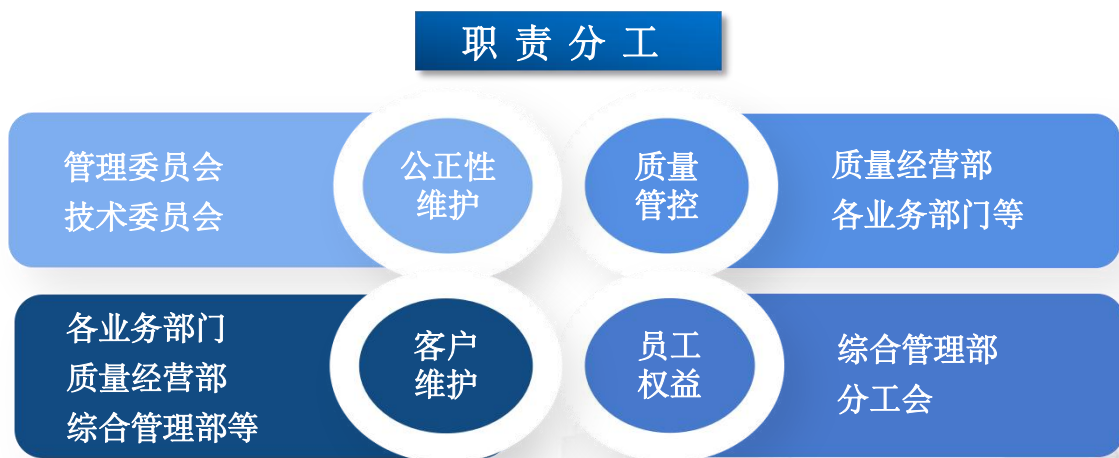 职责分工
管理委员会
技术委员会
公正性
维护
质量
管控
质量经营部
各业务部门等
各业务部门
质量经营部
综合管理部等
客户
维护
员工
权益
综合管理部
分工会